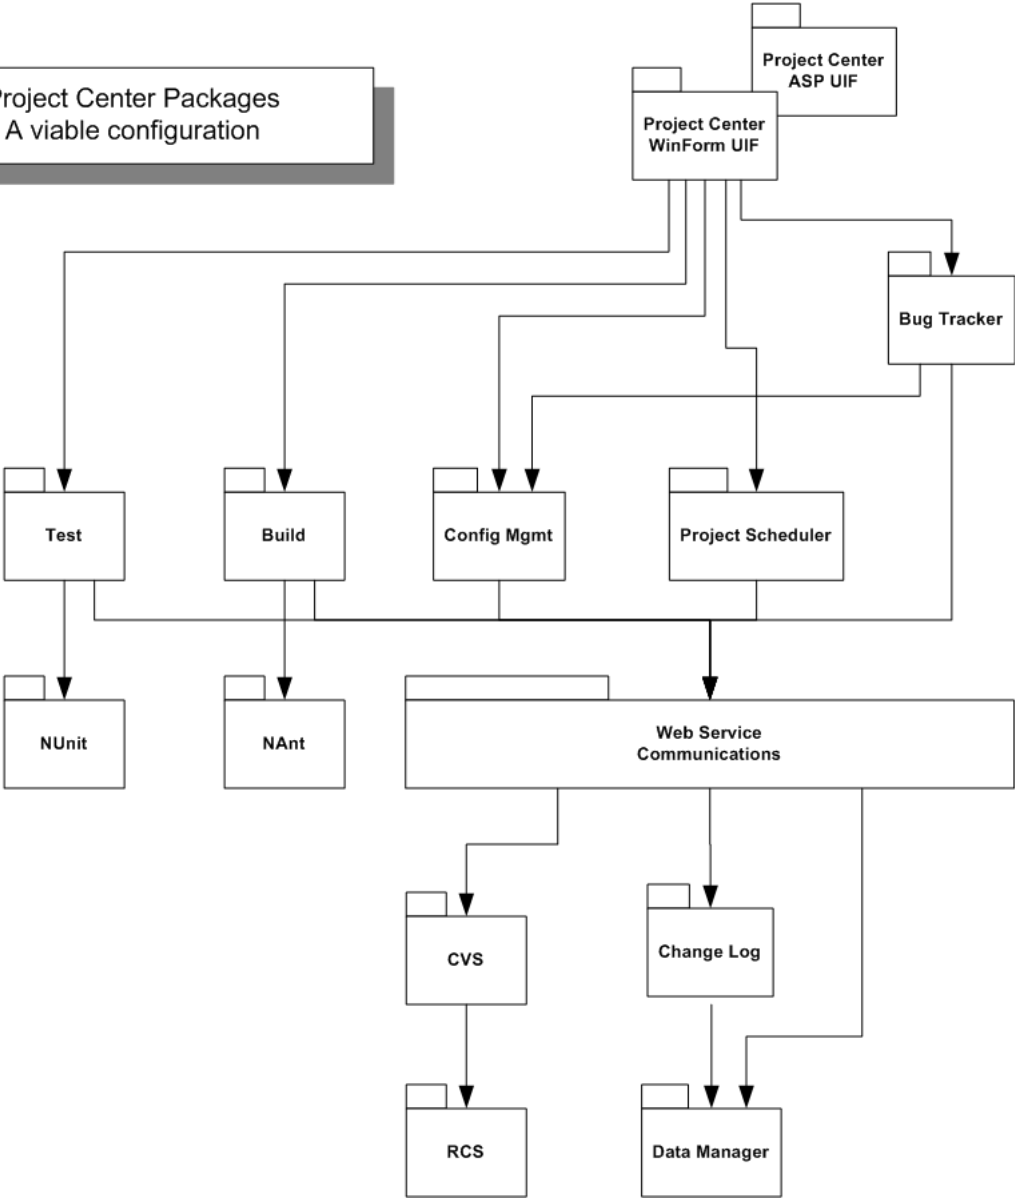 Project Center
ASP UIF
Project Center Packages
A viable configuration
Project Center
WinForm UIF
Bug Tracker
Test
Build
Config Mgmt
Project Scheduler
NUnit
NAnt
Web Service
Communications
CVS
Change Log
RCS
Data Manager